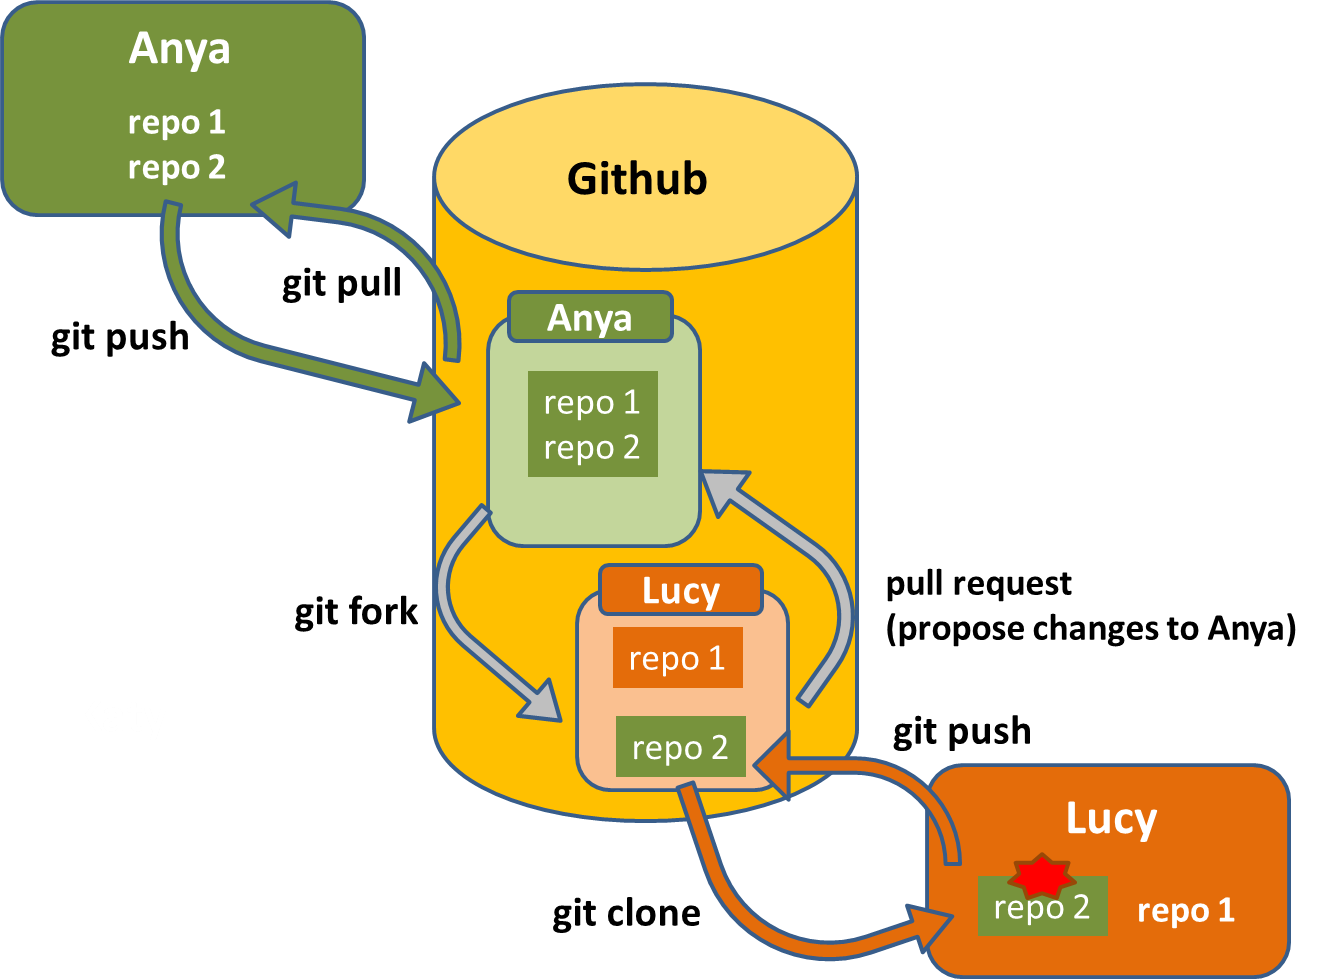 Anya
repo 1
repo 2
Github
git pull
git push
Anya
repo 1
repo 2
git fork
Lucy
repo 1
repo 2
pull request
(propose changes to Anya)
git push
Lucy
repo 2
repo 1
git clone